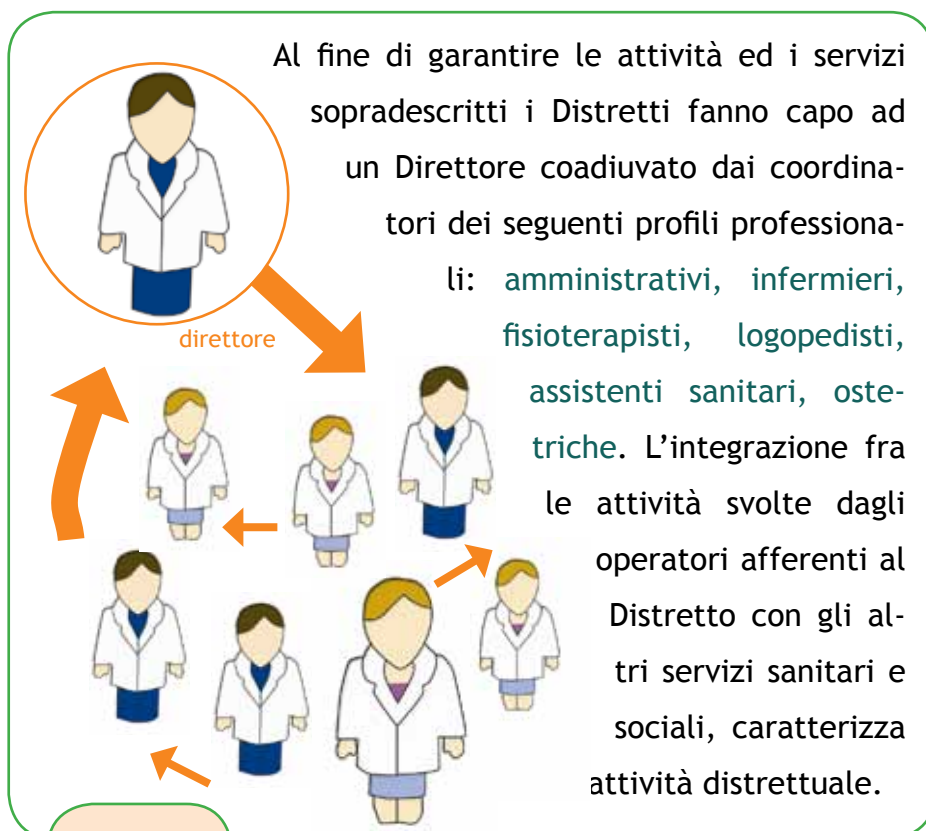 Al fine di garantire le attività ed i servizi
sopradescritti i Distretti fanno capo ad
un Direttore coadiuvato dai coordina-
tori dei seguenti profili professiona-
li: amministrativi, infermieri,
fisioterapisti, logopedisti,
assistenti sanitari, oste-
triche. L’integrazione fra
le attività svolte dagli
operatori afferenti al
Distretto con gli al-
tri servizi sanitari e
sociali, caratterizza
attività distrettuale.
direttore